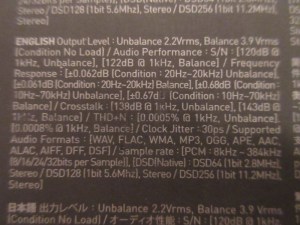 / DSD128 [1bit 5.6Mhz], Stereo / DSD256 [1bit 11.2MHz],
Stereo)
ENGLISH Output Level : Unbalance 2.2Vrms, Balance 3.9 Vrms
[Condition No Load] / Audio Performance : S/N : [120dB @
1kHz, Unbalance], [122dB @ 1kHz, Balance] / Frequency
Response : [±0.062dB (Condition : 20Hz~20kHz) Unbalance],
[±0.061dB (Condition : 20Hz~20kHz) Balance], [±0.68dB (Condition
: 10Hz~70kHz) Unbalance], [±0.67d
Balance] / Crosstalk : [138dB @ 1kHz, Unbalance], [143dB @
1kHz, Balance] / THD+N : [0.0005% @ 1kHz, Unbalance],
[0.0008% @ 1kHz, Balance] / Clock Jitter : 30ps / Supported
Audio Formats : [WAV, FLAC, WMA, MP3, OGG, APE, AAC,
ALAC, AIFF, DFF, DSF] / Sample rate : [PCM : 8kHz ~ 384kHz
(8/16/24/32bits per Sample)], [DSD(Native) : DSD64 (1bit 2.8MHz),
Stereo / DSD128 (1bit 5.6Mhz), Stereo / DSD256 (1bit 11.2MHz),
Stereo]
日本語 出力レベル : Unbalance 2.2Vrms, Balance 3.9 Vrms
[Condition No Load] / オーディオ性能 : S/N : [120dB @ 1kHz